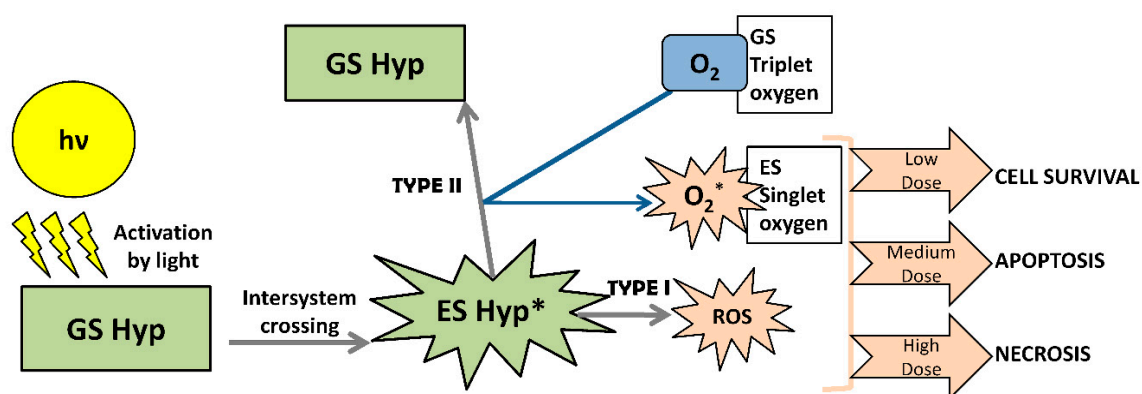 GS Hyp
O₂
GS
Triplet
oxygen
hν
TYPE II
O₂*
ES
Singlet
oxygen
Low
Dose
CELL SURVIVAL
Activation
by light
Medium
Dose
APOPTOSIS
GS Hyp
Intersystem
crossing
ES Hyp*
TYPE I
ROS
High
Dose
NECROSIS